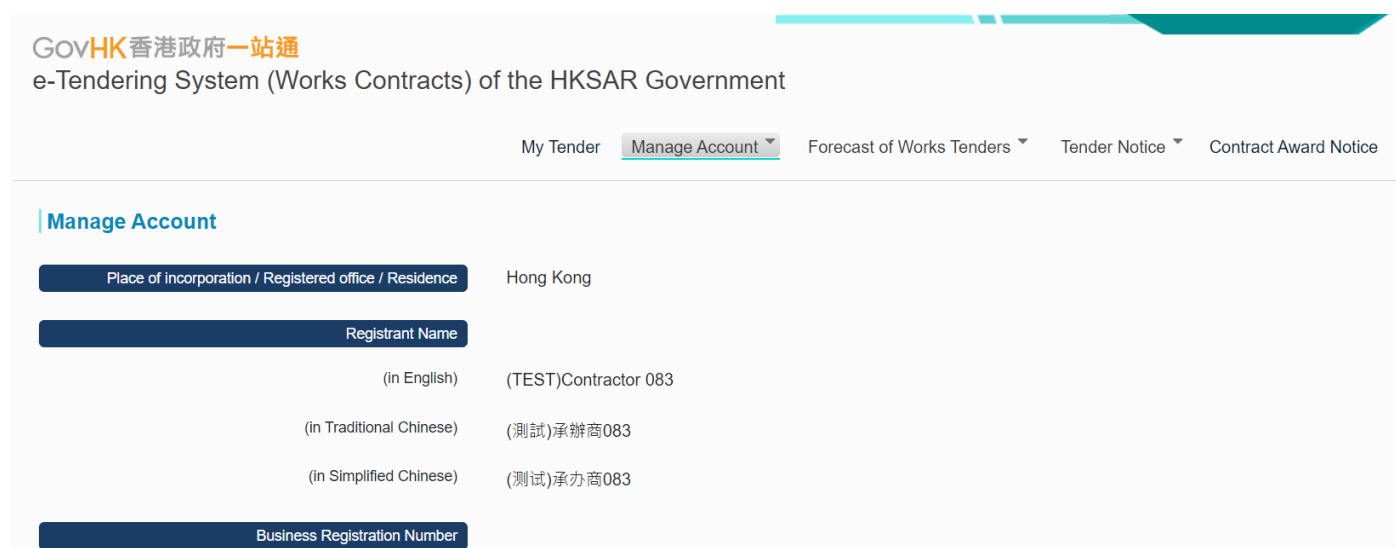 GovHK香港政府一站通
e-Tendering System (Works Contracts) of the HKSAR Government
My Tender Manage Account Forecast of Works Tenders Tender Notice Contract Award Notice
Manage Account
Place of incorporation / Registered office / Residence Hong Kong
Registrant Name
(in English) (TEST)Contractor 083
(in Traditional Chinese) (測試)承辦商083
(in Simplified Chinese) (测试)承办商083
Business Registration Number